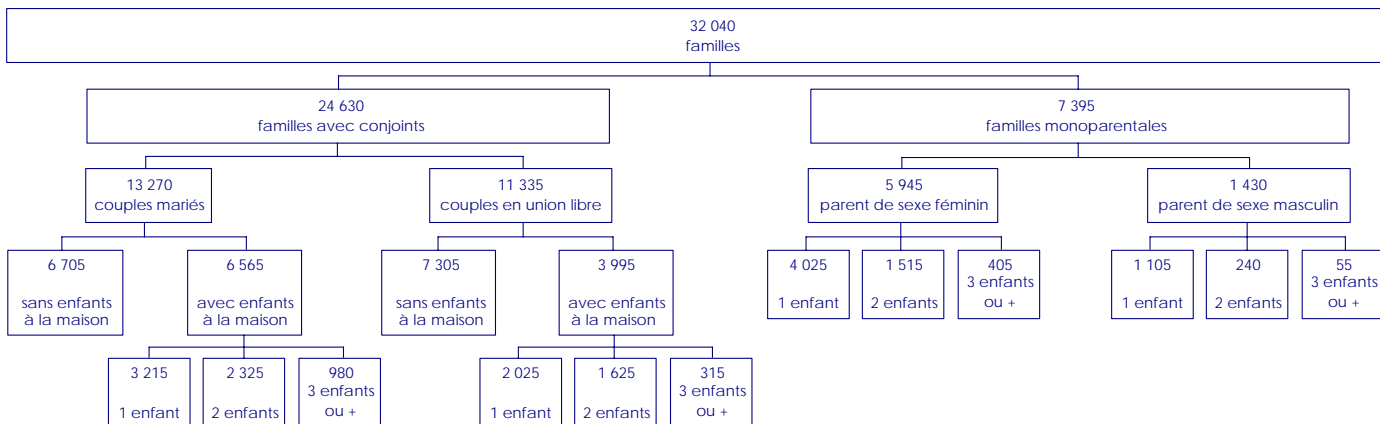 32 040
familles
24 630
familles avec conjoints
7 395
familles monoparentales
13 270
couples mariés
11 335
couples en union libre
5 945
parent de sexe féminin
1 430
parent de sexe masculin
6 705
sans enfants
à la maison
6 565
avec enfants
à la maison
7 305
sans enfants
à la maison
3 995
avec enfants
à la maison
4 025
1 enfant
1 515
2 enfants
405
3 enfants
ou +
1 105
1 enfant
240
2 enfants
55
3 enfants
ou +
3 215
1 enfant
2 325
2 enfants
980
3 enfants
ou +
2 025
1 enfant
1 625
2 enfants
315
3 enfants
ou +